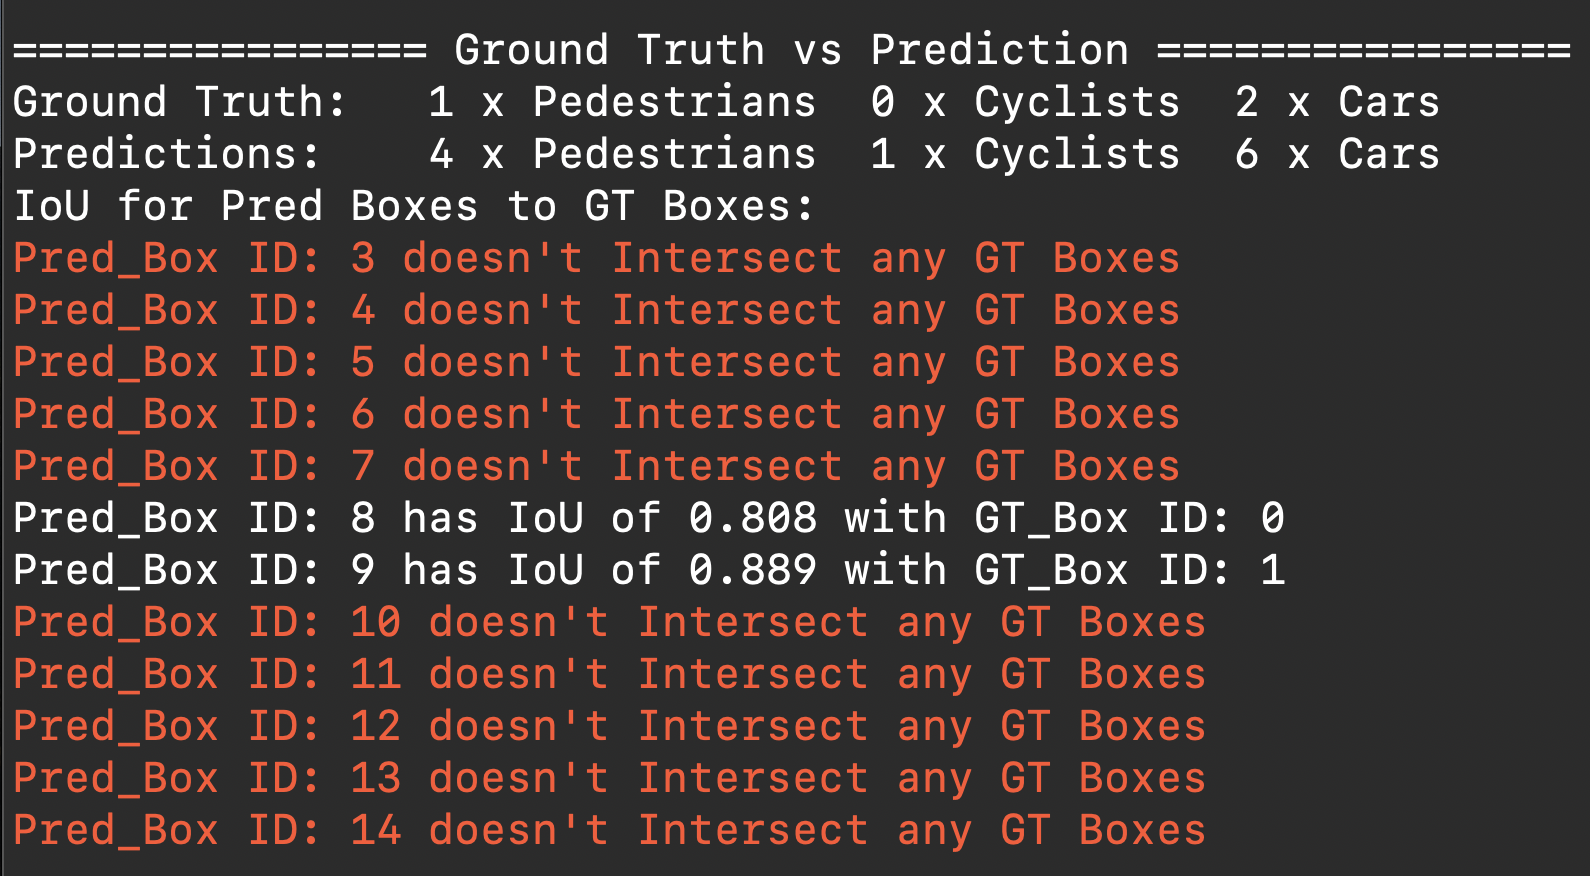 ================ Ground Truth vs Prediction ================
Ground Truth:   1 x Pedestrians  0 x Cyclists  2 x Cars
Predictions:    4 x Pedestrians  1 x Cyclists  6 x Cars
IoU for Pred Boxes to GT Boxes:
Pred_Box ID: 3 doesn't Intersect any GT Boxes
Pred_Box ID: 4 doesn't Intersect any GT Boxes
Pred_Box ID: 5 doesn't Intersect any GT Boxes
Pred_Box ID: 6 doesn't Intersect any GT Boxes
Pred_Box ID: 7 doesn't Intersect any GT Boxes
Pred_Box ID: 8 has IoU of 0.808 with GT_Box ID: 0
Pred_Box ID: 9 has IoU of 0.889 with GT_Box ID: 1
Pred_Box ID: 10 doesn't Intersect any GT Boxes
Pred_Box ID: 11 doesn't Intersect any GT Boxes
Pred_Box ID: 12 doesn't Intersect any GT Boxes
Pred_Box ID: 13 doesn't Intersect any GT Boxes
Pred_Box ID: 14 doesn't Intersect any GT Boxes